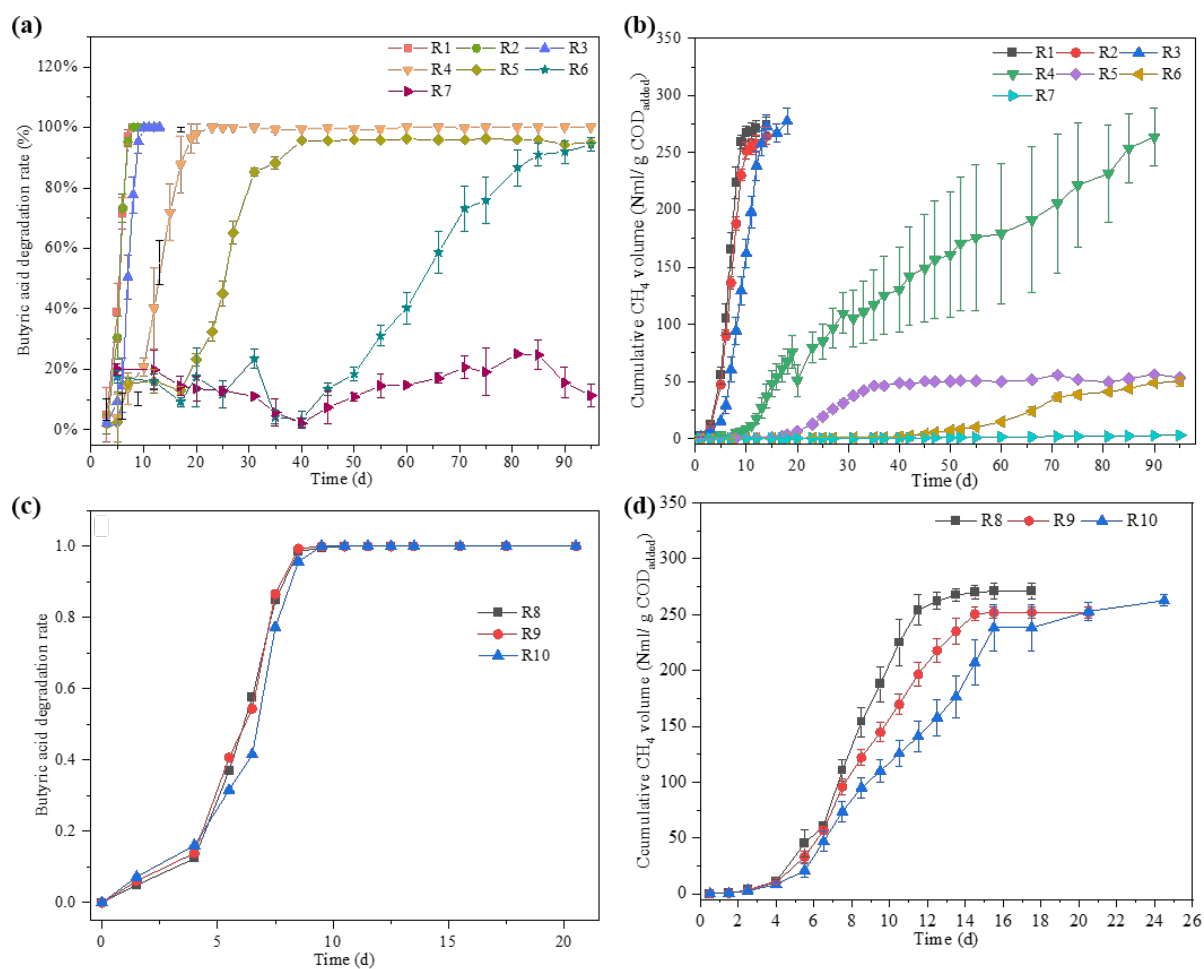 (a)
Butyric acid degradation rate (%)
120%
100%
80%
60%
40%
20%
0%
R1 R2 R3
R4 R5 R6
R7
0 10 20 30 40 50 60 70 80 90
Time (d)
(b)
Cumulative CH4 volume (Nml/ g CODadded)
350
300
250
200
150
100
50
0
R1 R2 R3
R4 R5 R6
R7
0 10 20 30 40 50 60 70 80 90
Time (d)
(c)
Butyric acid degradation rate
1.0
0.8
0.6
0.4
0.2
0.0
R8
R9
R10
0 5 10 15 20
Time (d)
(d)
Ccumulative CH4 volume (Nml/ g CODadded)
350
300
250
200
150
100
50
0
R8 R9 R10
0 2 4 6 8 10 12 14 16 18 20 22 24 26
Time (d)